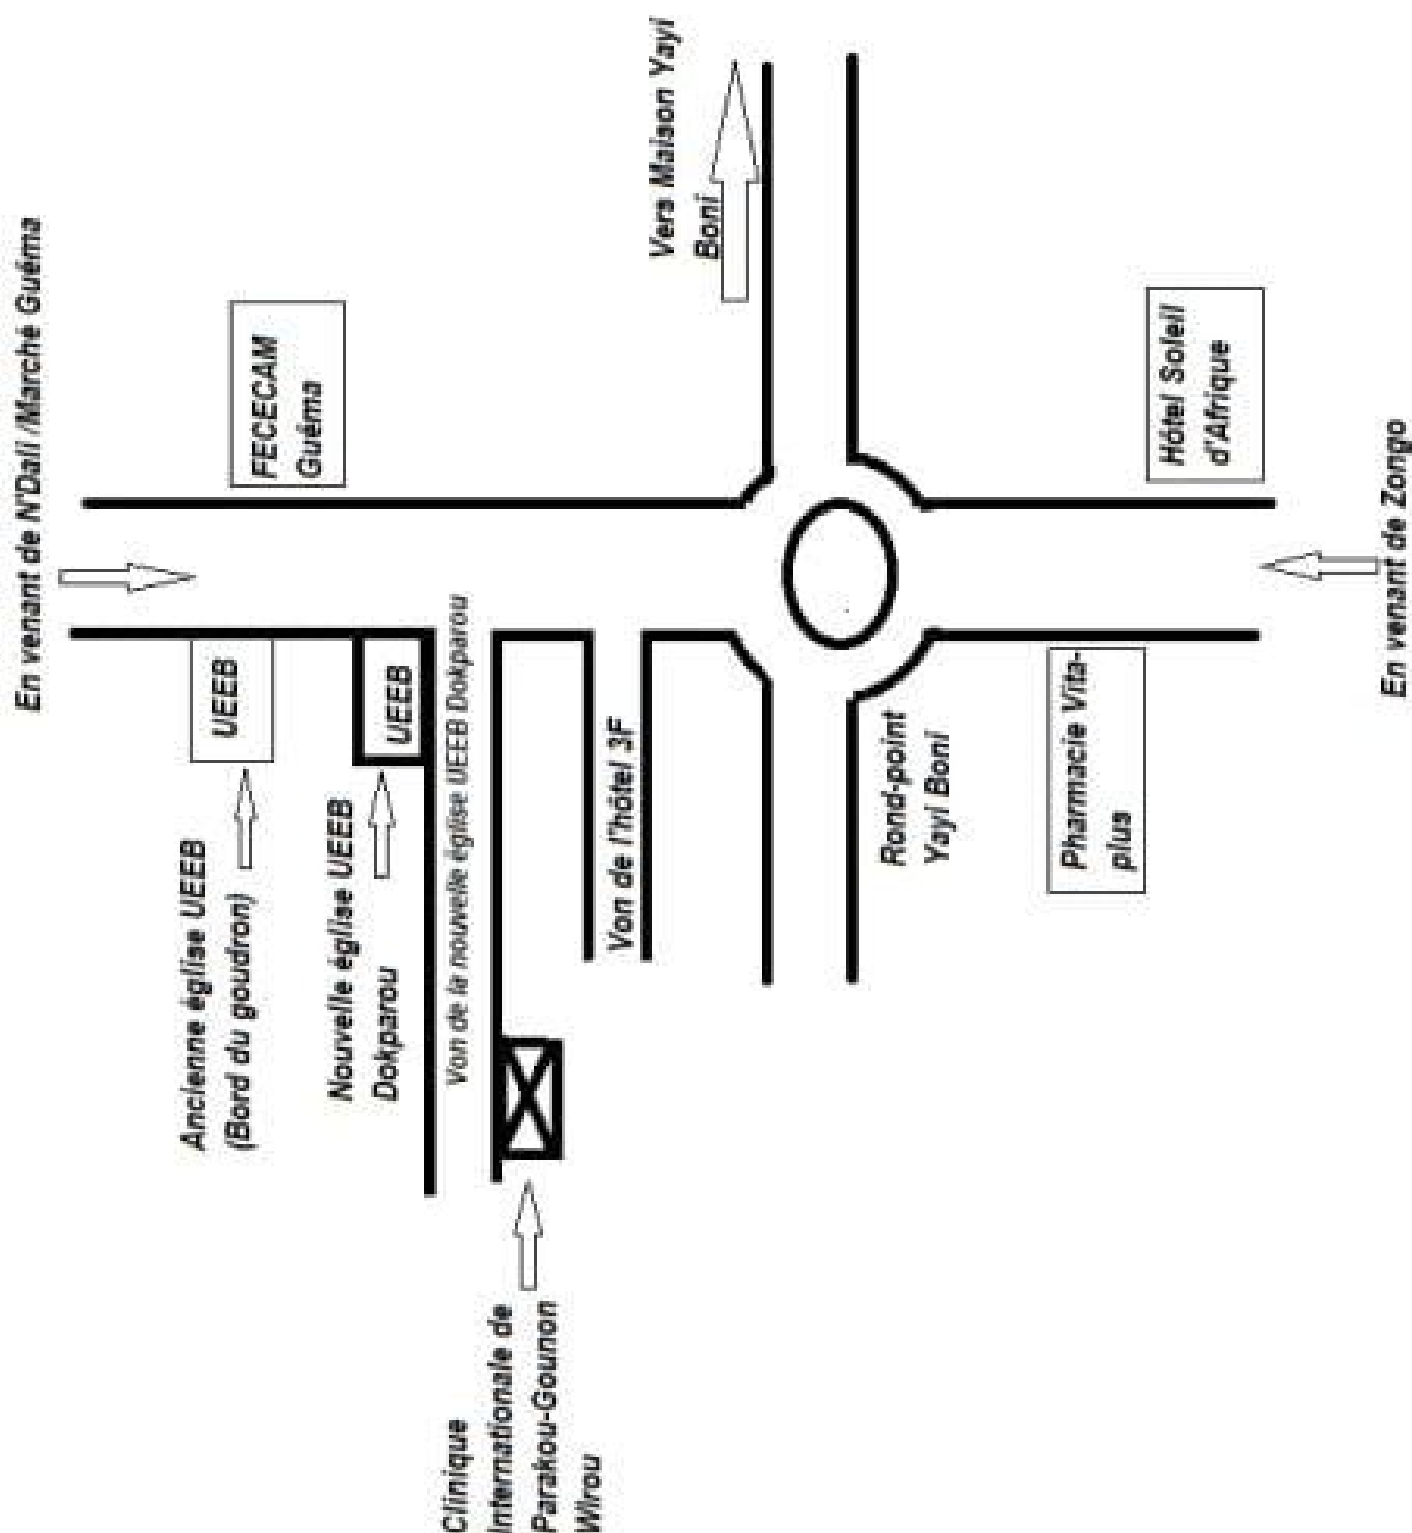 En venant de N'Dali /Marché Guéma
Ancienne église UEEB
(Bord du goudron)
UEEB
FECECAM
Guéma
Nouvelle église UEEB
Dokparou
UEEB
Von de la nouvelle église UEEB Dokparou
Clinique
Internationale de
Parakou-Gounon
Wirou
Von de l'hôtel 3F
Vers Maison Yayi
Boni
Rond-point
Yayi Boni
Pharmacie Vita-
plus
Hôtel Soleil
d'Afrique
En venant de Zongo